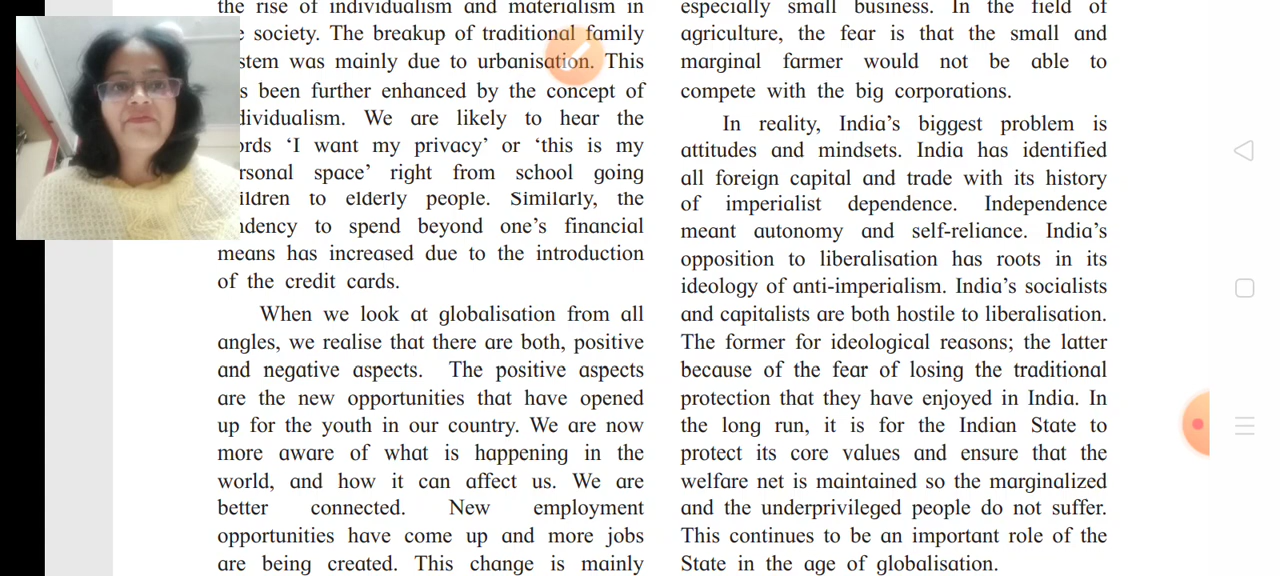 the rise of individualism and materialism in
society. The breakup of traditional family
was mainly due to urbanisation. This
been further enhanced by the concept of
We are likely to hear the
'I want my privacy' or 'this is my
space' right from school going
to elderly people. Similarly, the
to spend beyond one's financial
means has increased due to the introduction
of the credit cards.
When we look at globalisation from all
angles, we realise that there are both, positive
and negative aspects. The positive aspects
are the new opportunities that have opened
up for the youth in our country. We are now
more aware of what is happening in the
world, and how it can affect us. We are
better connected. New employment
opportunities have come up and more jobs
are being created. This change is mainly
especially small business. In the field of
agriculture, the fear is that the small and
marginal farmer would not be able to
compete with the big corporations.
In reality, India's biggest problem is
attitudes and mindsets. India has identified
all foreign capital and trade with its history
of imperialist dependence. Independence
meant autonomy and self-reliance. India's
opposition to liberalisation has roots in its
ideology of anti-imperialism. India's socialists
and capitalists are both hostile to liberalisation.
The former for ideological reasons; the latter
because of the fear of losing the traditional
protection that they have enjoyed in India. In
the long run, it is for the Indian State to
protect its core values and ensure that the
welfare net is maintained so the marginalized
and the underprivileged people do not suffer.
This continues to be an important role of the
State in the age of globalisation.